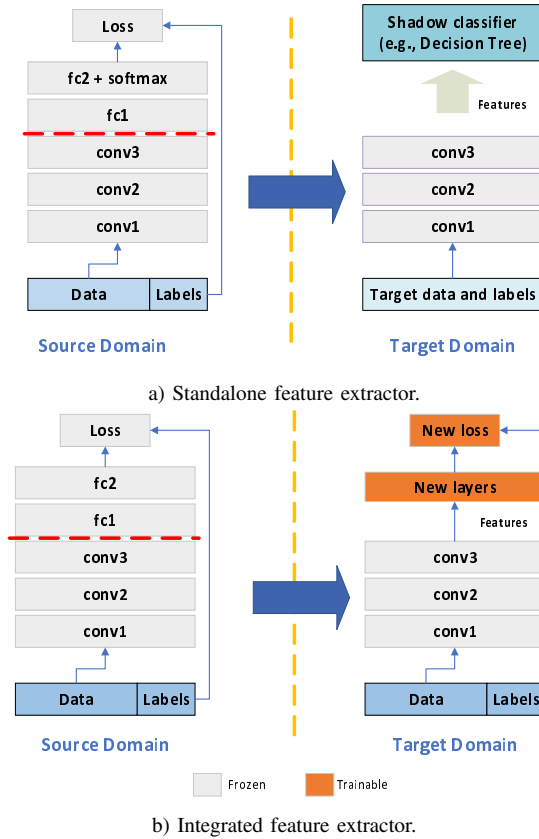 Loss
fc2 + softmax
fc1
conv3
conv2
conv1
Data
Labels
Source Domain
Shadow classifier
(e.g., Decision Tree)
Features
conv3
conv2
conv1
Target data and labels
Target Domain
a) Standalone feature extractor.
Loss
fc2
fc1
conv3
conv2
conv1
Data
Labels
Source Domain
New loss
New layers
Features
conv3
conv2
conv1
Data
Labels
Target Domain
Frozen
Trainable
b) Integrated feature extractor.